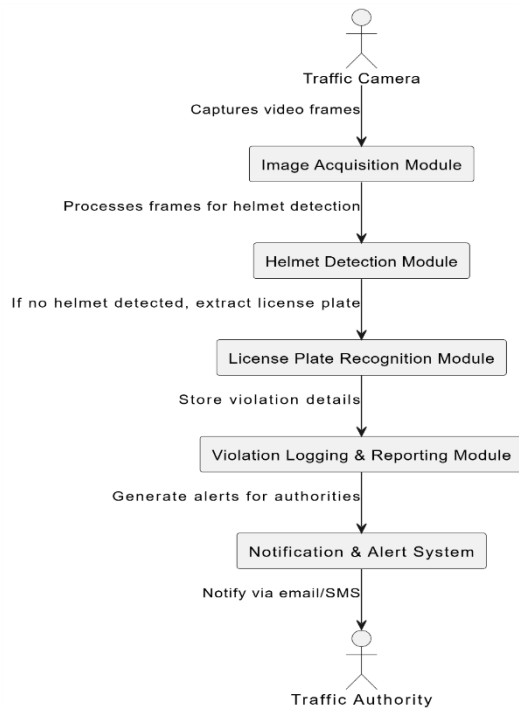 Traffic Camera
Captures video frames
Image Acquisition Module
Processes frames for helmet detection
Helmet Detection Module
If no helmet detected, extract license plate
License Plate Recognition Module
Store violation details
Violation Logging & Reporting Module
Generate alerts for authorities
Notification & Alert System
Notify via email/SMS
Traffic Authority